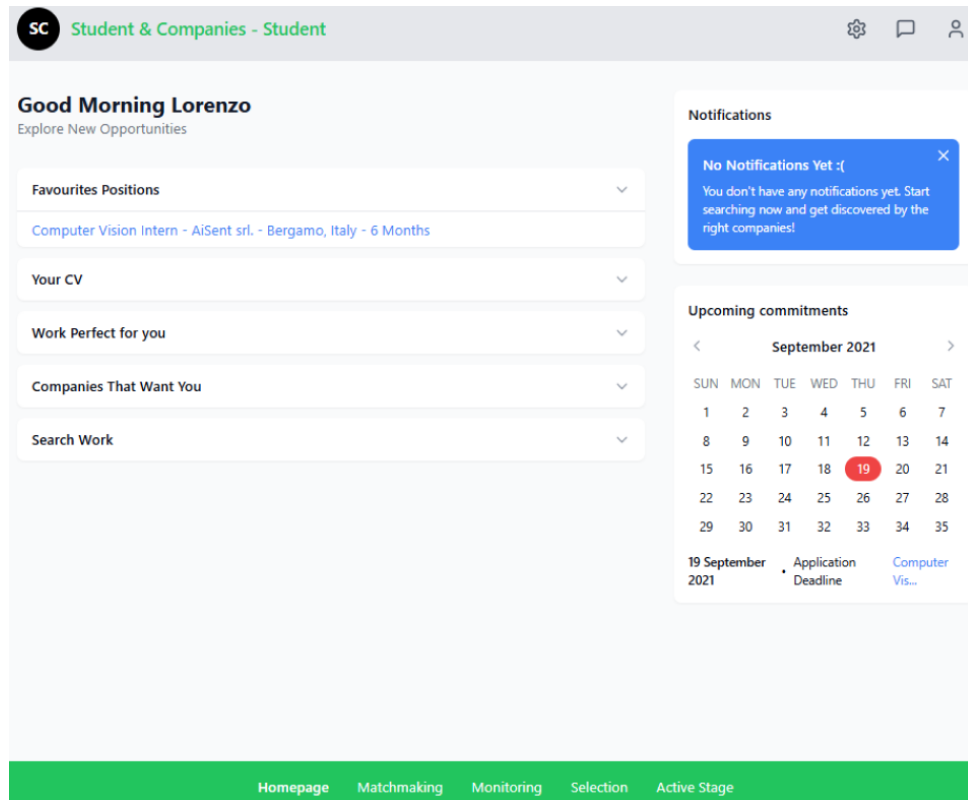 SC Student & Companies - Student
Good Morning Lorenzo
Explore New Opportunities
Favourites Positions
Computer Vision Intern - AiSent srl. - Bergamo, Italy - 6 Months
Your CV
Work Perfect for you
Companies That Want You
Search Work
Notifications
No Notifications Yet :(
You don't have any notifications yet. Start
searching now and get discovered by the
right companies!
Upcoming commitments
September 2021
SUN MON TUE WED THU FRI SAT
1 2 3 4 5 6 7
8 9 10 11 12 13 14
15 16 17 18 19 20 21
22 23 24 25 26 27 28
29 30 31 32 33 34 35
19 September
2021
• Application
Deadline
Computer
Vis...
Homepage Matchmaking Monitoring Selection Active Stage